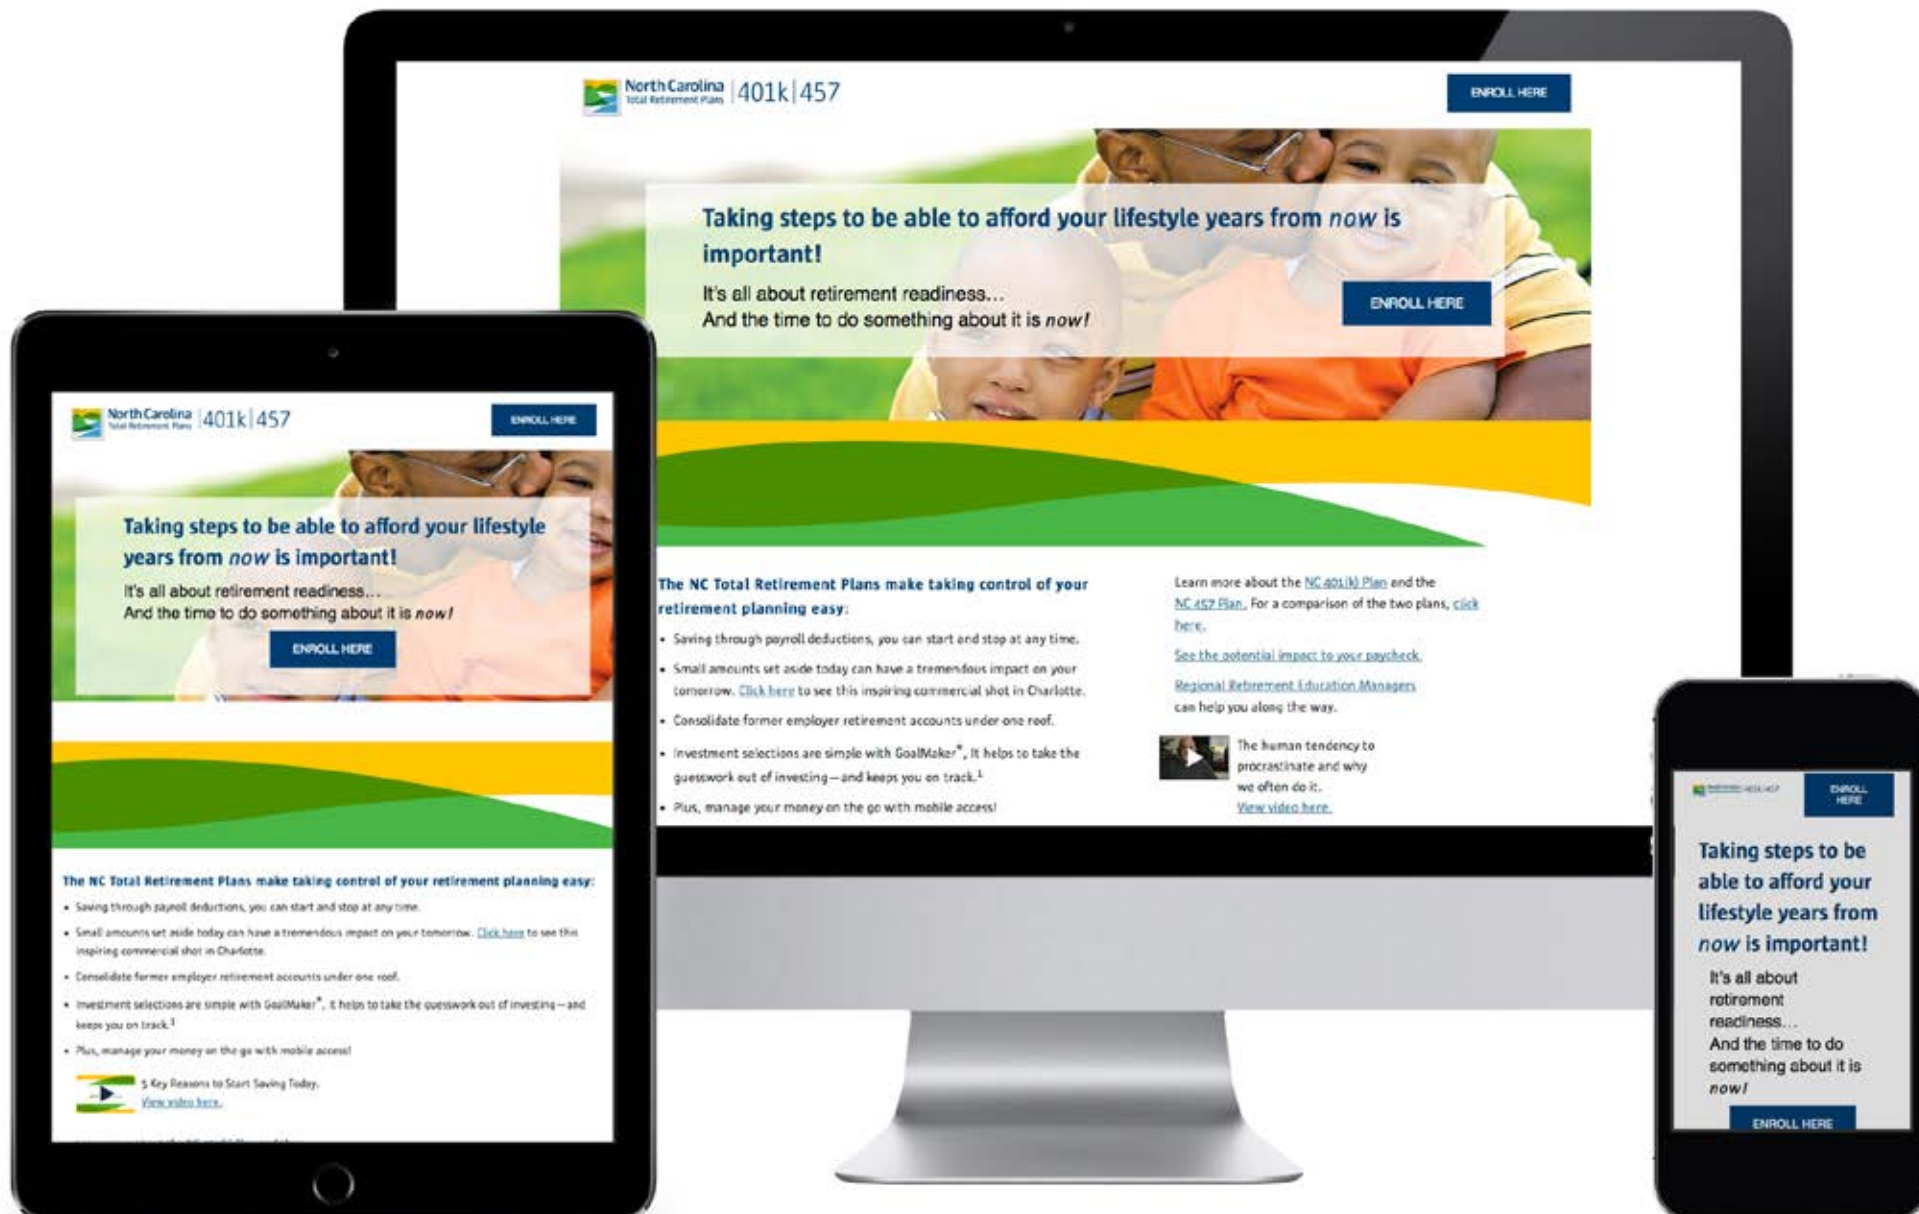 North Carolina
Total Retirement Plans
401k 457
ENROLL HERE
Taking steps to be able to afford your lifestyle years from now is
important!
It's all about retirement readiness...
And the time to do something about it is now!
ENROLL HERE
The NC Total Retirement Plans make taking control of your
retirement planning easy:
• Saving through payroll deductions, you can start and stop at any time.
• Small amounts set aside today can have a tremendous impact on your
tomorrow. Click here to see this inspiring commercial shot in Charlotte.
• Consolidate former employer retirement accounts under one roof.
• Investment selections are simple with GoalMaker®, It helps to take the
guesswork out of investing—and keeps you on track.1
• Plus, manage your money on the go with mobile access!
Learn more about the NC 401(k) Plan and the
NC 457 Plan. For a comparison of the two plans, click
here.
See the potential impact to your paycheck.
Regional Retirement Education Managers
can help you along the way.
The human tendency to
procrastinate and why
we often do it.
View video here.
North Carolina
Total Retirement Plans
401k 457
ENROLL HERE
Taking steps to be able to afford your lifestyle
years from now is important!
It's all about retirement readiness...
And the time to do something about it is now!
ENROLL HERE
The NC Total Retirement Plans make taking control of your retirement planning easy:
• Saving through payroll deductions, you can start and stop at any time.
• Small amounts set aside today can have a tremendous impact on your tomorrow. Click here to see this
inspiring commercial shot in Charlotte.
• Consolidate former employer retirement accounts under one roof.
• Investment selections are simple with GoalMaker®, it helps to take the guesswork out of investing—and
keeps you on track.1
• Plus, manage your money on the go with mobile access!
5 Key Reasons to Start Saving Today.
View video here.
ENROLL
HERE
Taking steps to be
able to afford your
lifestyle years from
now is important!
It's all about
retirement
readiness...
And the time to do
something about it is
now!
ENROLL HERE